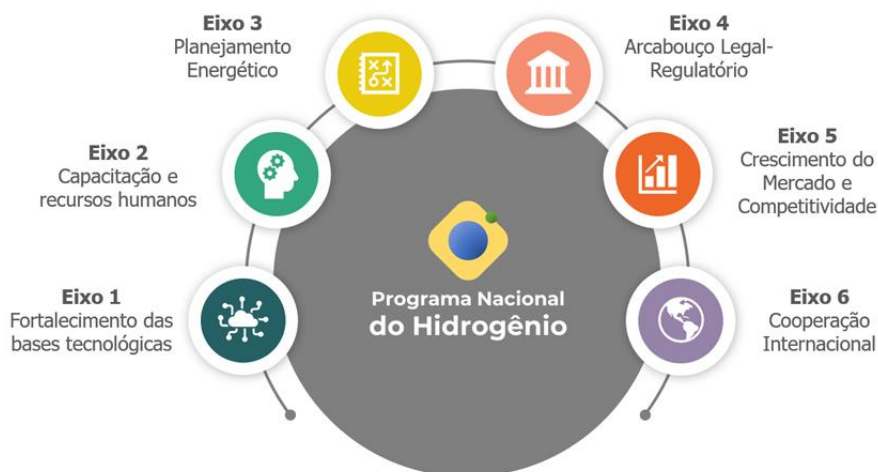 Eixo 3
Planejamento
Energético
Eixo 4
Arcabouço Legal-
Regulatório
Eixo 2
Capacitação e
recursos humanos
Eixo 5
Crescimento do
Mercado e
Competitividade
Eixo 1
Fortalecimento das
bases tecnológicas
Programa Nacional
do Hidrogênio
Eixo 6
Cooperação
Internacional